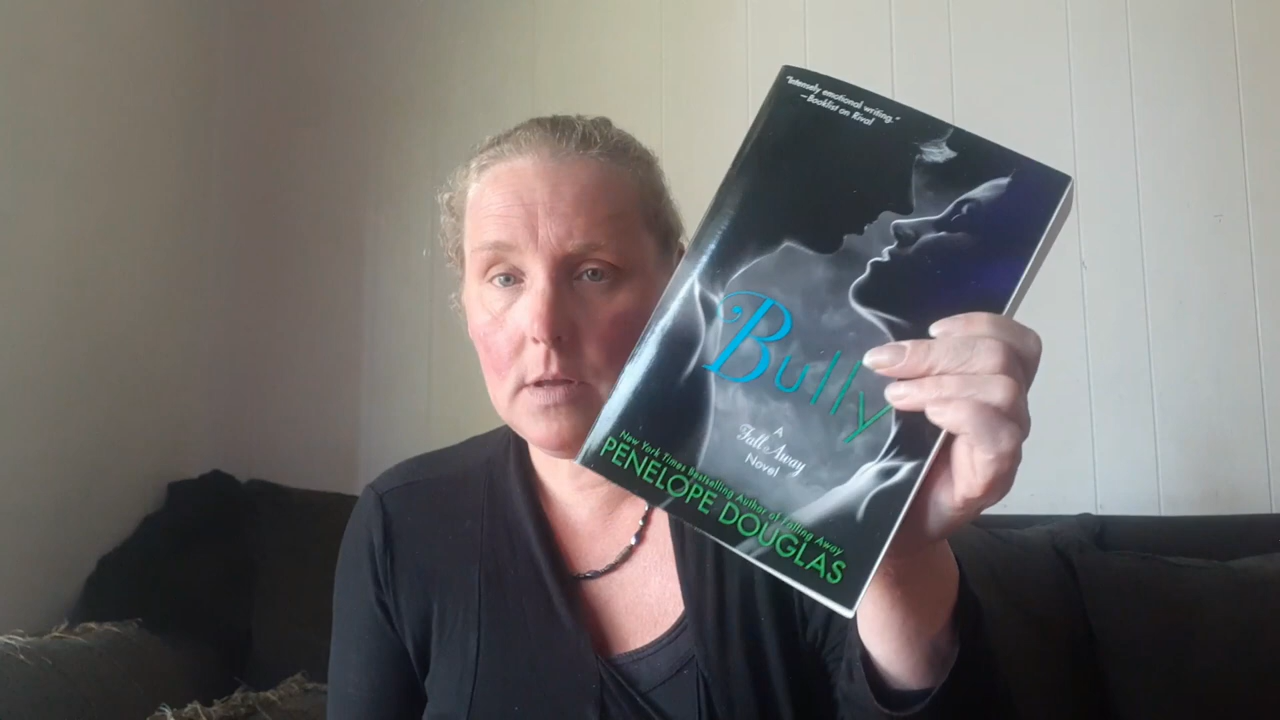 "Intensely emotional writing."
—Booklist on Rival
Bully
A
Fall Away
Novel
New York Times Bestselling Author of Falling Away
PENELOPE DOUGLAS